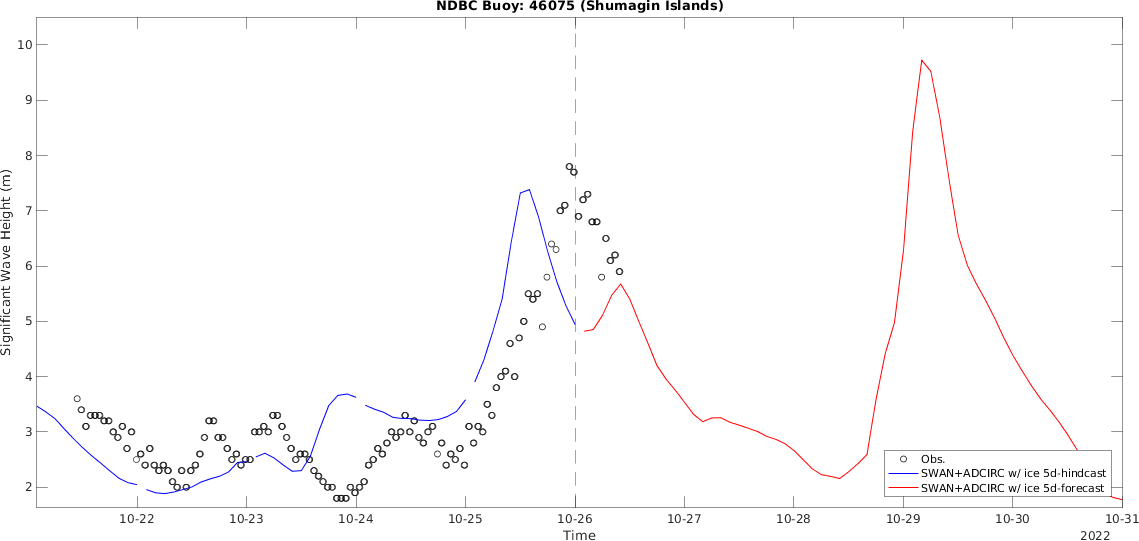 NDBC Buoy: 46075 (Shumagin Islands)
Significant Wave Height (m)
10
9
8
7
6
5
4
3
2
Obs.
SWAN+ADCIRC w/ ice 5d-hindcast
SWAN+ADCIRC w/ ice 5d-forecast
10-22 10-23 10-24 10-25 10-26 10-27 10-28 10-29 10-30 10-31
Time
2022